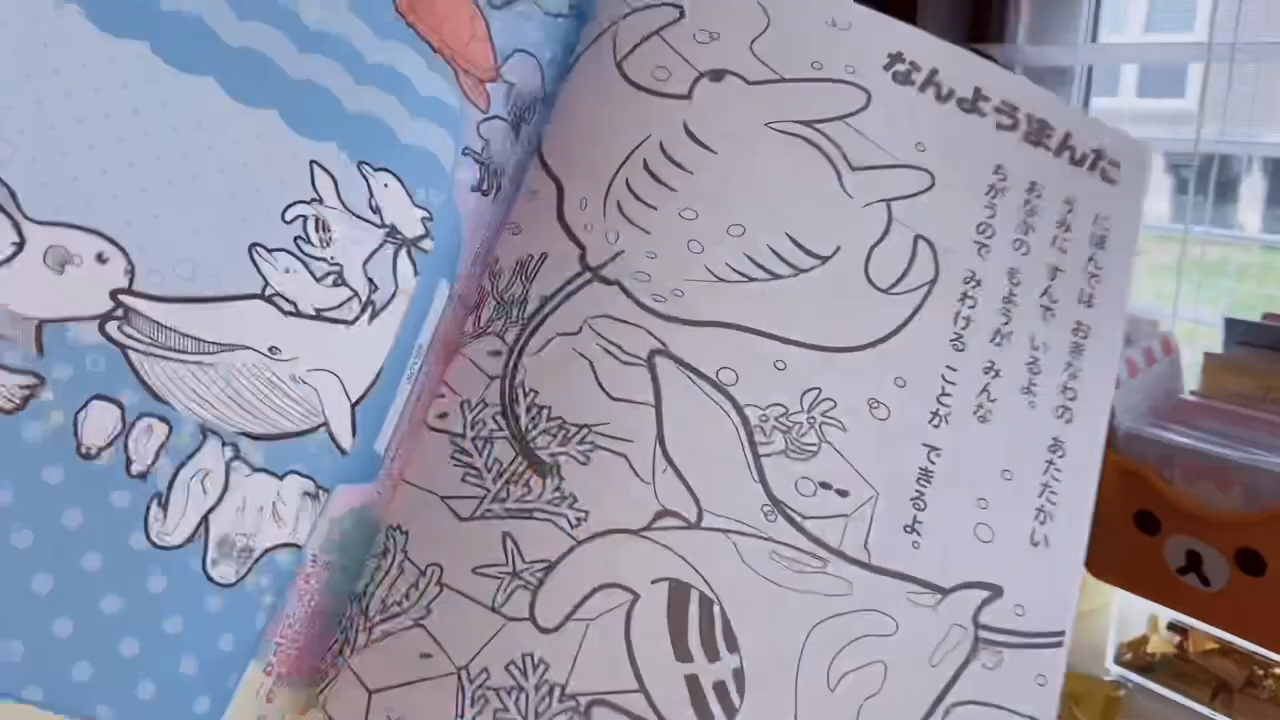 なんようまんた
にほんでは おきなわの あたたかい
うみに すんで いるよ。
おなかの もようが みんな
ちがうので みわける ことが できるよ。